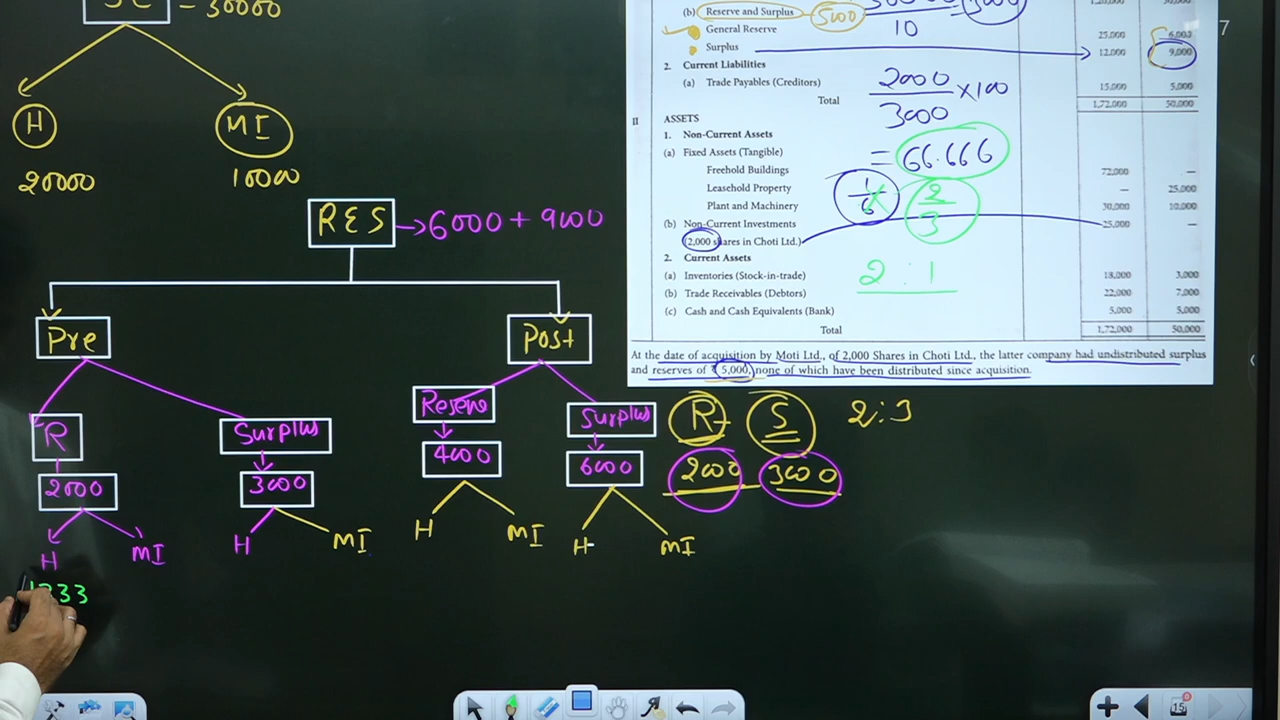 = 30000
H
MI
20000
10000
RES → 6000 + 9000
Pre
Post
R
Surplus
Reserve
Surplus
2000
3000
4000
6000
H
MI
H
MI
H
MI
H
MI
1333
R
S
2:3
2000
3000
7
(b) Reserve and Surplus
5000
10
General Reserve 25,000 6,000
Surplus 12,000 9,000
2. Current Liabilities
(a) Trade Payables (Creditors) 15,000 5,000
Total 1,72,000 50,000
2000
3000
×100
= 66.666
1/6
2/3
2 : 1
II ASSETS
1. Non-Current Assets
(a) Fixed Assets (Tangible)
Freehold Buildings 72,000 —
Leasehold Property — 25,000
Plant and Machinery 30,000 10,000
(b) Non-Current Investments 25,000 —
(2,000 shares in Choti Ltd.)
2. Current Assets
(a) Inventories (Stock-in-trade) 18,000 3,000
(b) Trade Receivables (Debtors) 22,000 7,000
(c) Cash and Cash Equivalents (Bank) 5,000 5,000
Total 1,72,000 50,000
At the date of acquisition by Moti Ltd., of 2,000 Shares in Choti Ltd., the latter company had undistributed surplus
and reserves of ₹ 5,000, none of which have been distributed since acquisition.
15